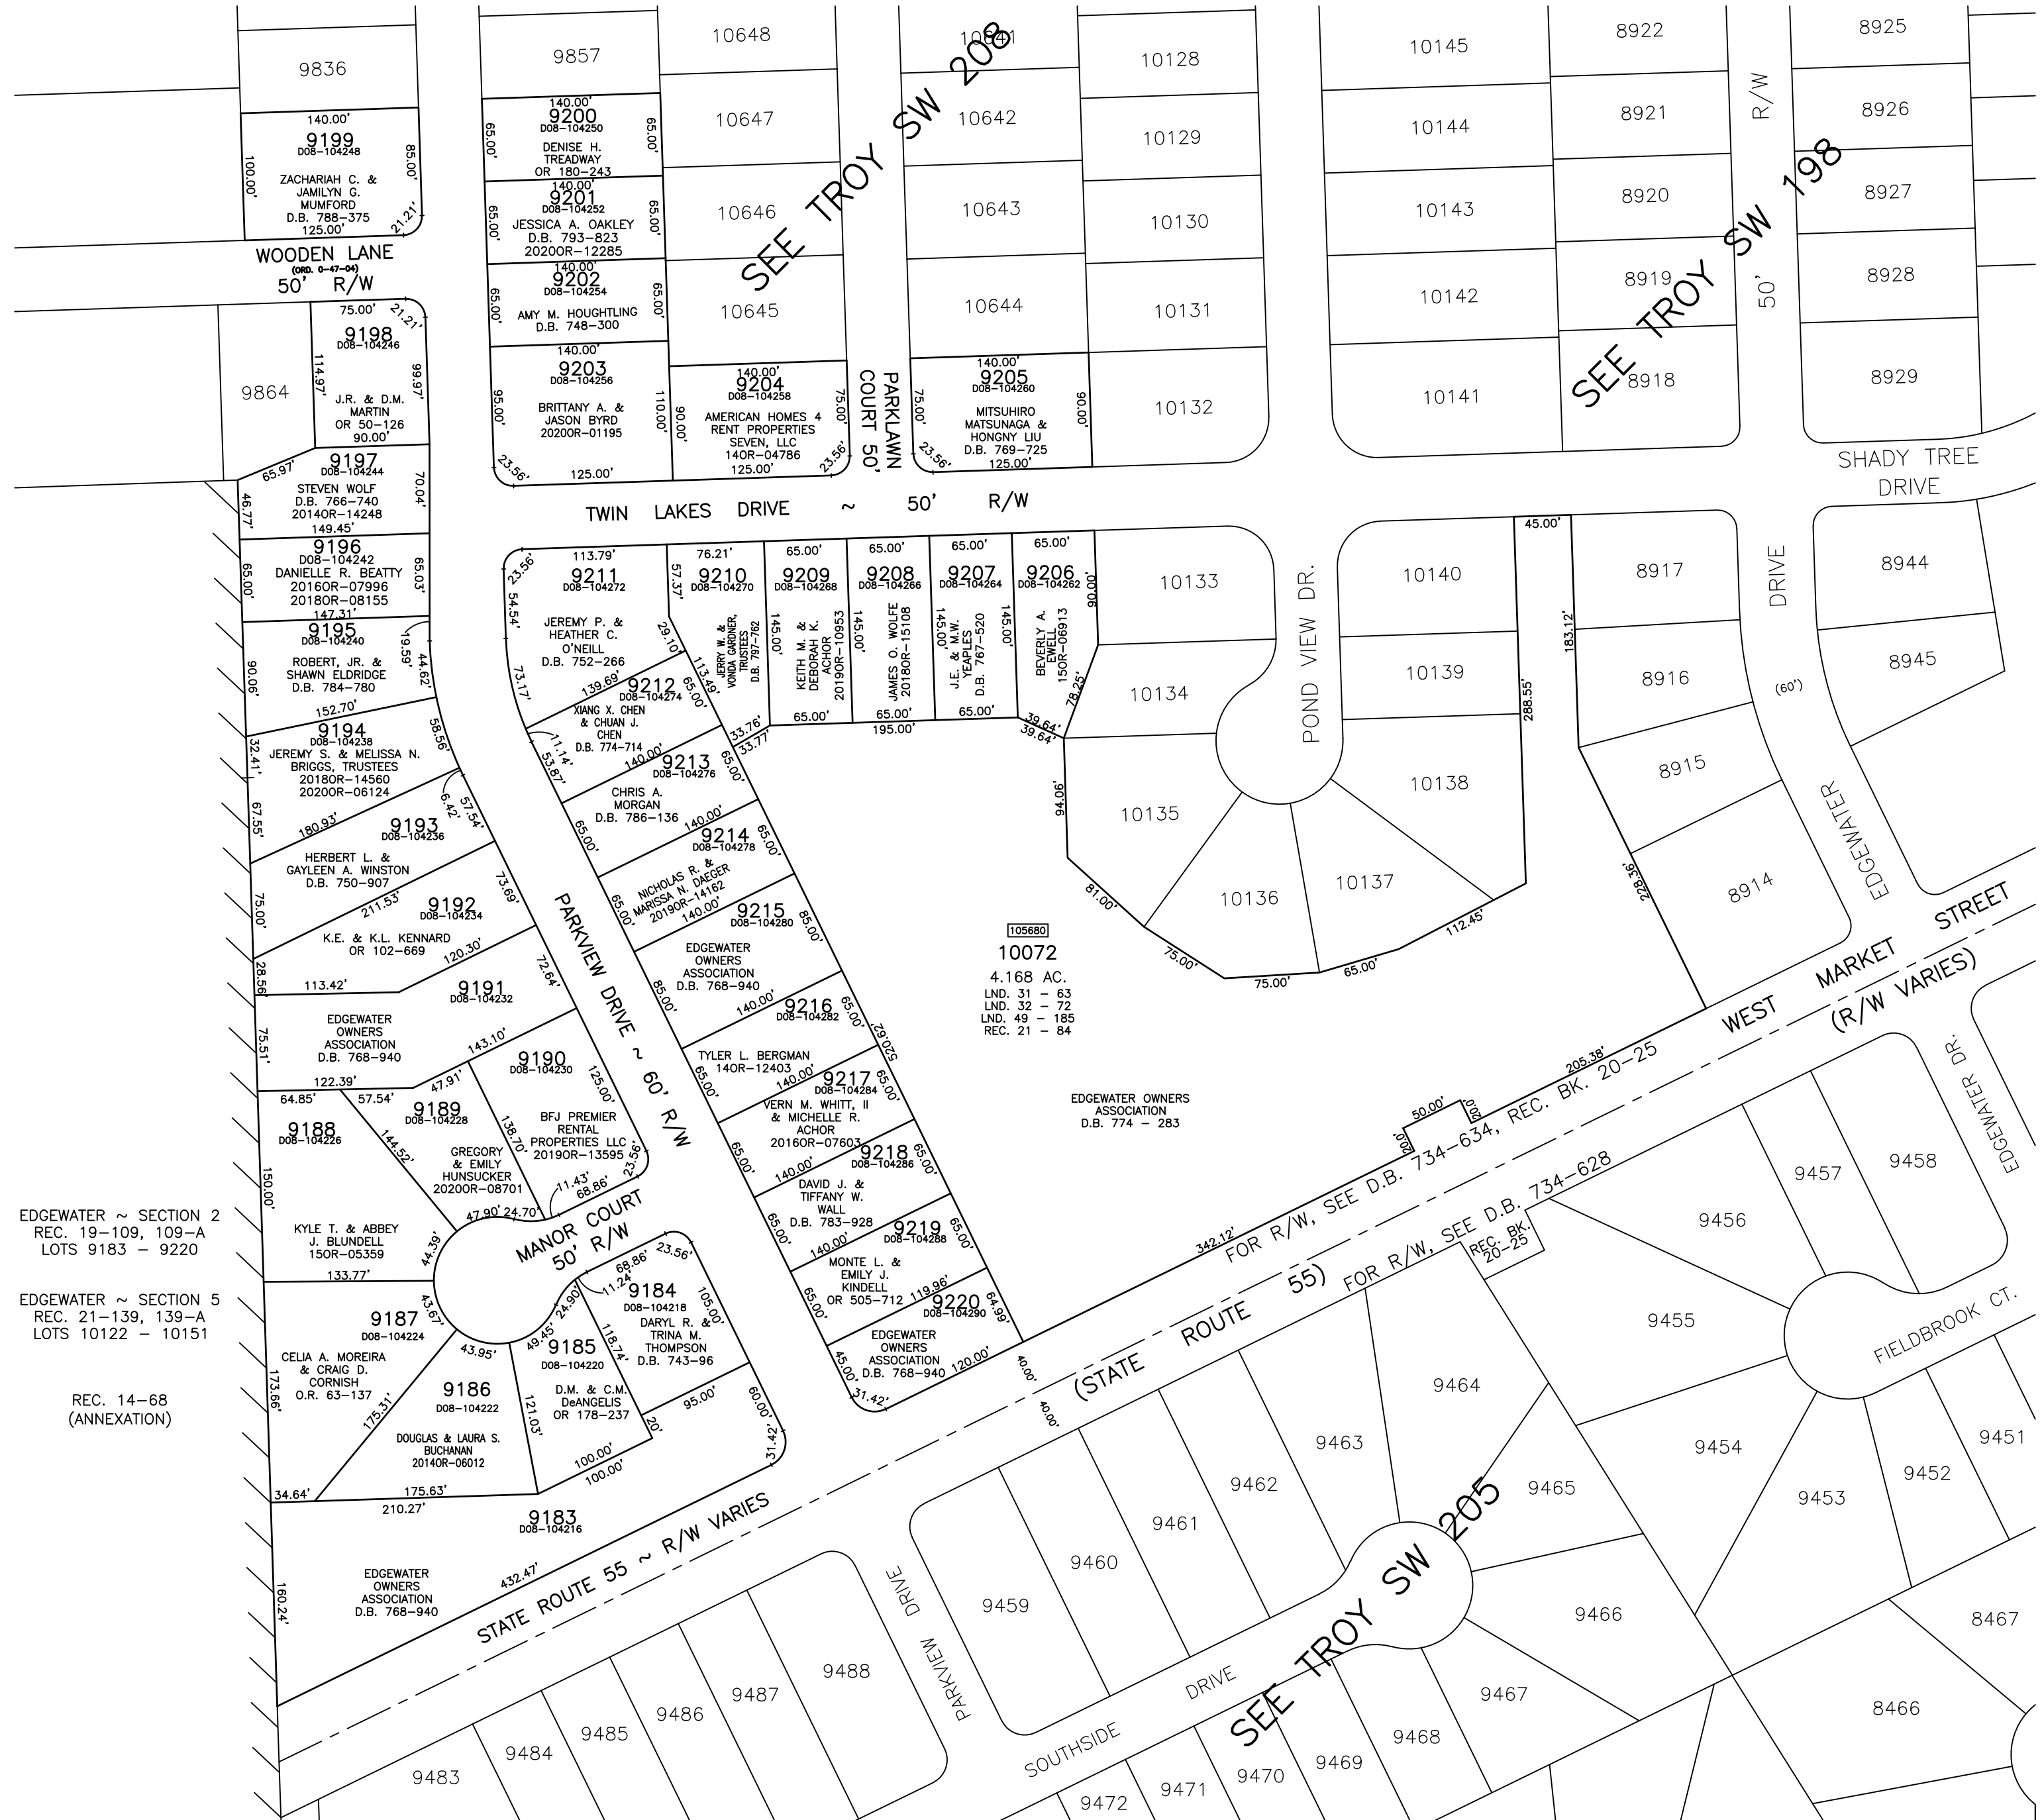 9836
9857
10648
10641
10128
10145
8922
8925
SEE TROY SW 208
9199
D08-104248
140.00'
100.00'
85.00'
ZACHARIAH C. &
JAMILYN G.
MUMFORD
D.B. 788-375
125.00'
21.21'
140.00'
9200
D08-104250
65.00'
65.00'
DENISE H.
TREADWAY
OR 180-243
10647
10642
10129
10144
8921
8926
R/W
140.00'
9201
D08-104252
65.00'
65.00'
JESSICA A. OAKLEY
D.B. 793-823
2020OR-12285
10646
10643
10130
10143
8920
8927
SEE TROY SW 198
WOODEN LANE
(ORD. 0-47-04)
50' R/W
140.00'
9202
D08-104254
65.00'
65.00'
AMY M. HOUGHTLING
D.B. 748-300
10645
10644
10131
10142
8919
8928
50'
75.00'
21.21'
9198
D08-104246
114.97'
99.97'
J.R. & D.M.
MARTIN
OR 50-126
90.00'
9864
140.00'
9203
D08-104256
95.00'
110.00'
BRITTANY A. &
JASON BYRD
2020OR-01195
23.56'
125.00'
140.00'
9204
D08-104258
90.00'
75.00'
AMERICAN HOMES 4
RENT PROPERTIES
SEVEN, LLC
14OR-04786
125.00'
23.56'
PARKLAWN
COURT 50'
140.00'
9205
D08-104260
75.00'
90.00'
MITSUHIRO
MATSUNAGA &
HONGNY LIU
D.B. 769-725
23.56'
125.00'
10132
10141
8918
8929
SHADY TREE
DRIVE
65.97'
9197
D08-104244
46.77'
70.04'
STEVEN WOLF
D.B. 766-740
2014OR-14248
149.45'
TWIN LAKES DRIVE ~ 50' R/W
9196
D08-104242
65.00'
65.03'
DANIELLE R. BEATTY
2016OR-07996
2018OR-08155
147.31'
9195
D08-104240
90.06'
19.59'
44.62'
ROBERT, JR. &
SHAWN ELDRIDGE
D.B. 784-780
152.70'
23.56'
113.79'
9211
D08-104272
54.54'
57.37'
73.17'
29.10'
JEREMY P. &
HEATHER C.
O'NEILL
D.B. 752-266
139.69'
76.21'
9210
D08-104270
JERRY W. &
VONDA GARDNER,
TRUSTEES
D.B. 797-762
113.49'
33.76'
33.77'
65.00'
9209
D08-104268
145.00'
KEITH M. &
DEBORAH K.
ACHOR
2019OR-10953
65.00'
65.00'
9208
D08-104266
145.00'
JAMES O. WOLFE
2018OR-15108
65.00'
195.00'
65.00'
9207
D08-104264
145.00'
J.E. & M.W.
YEAPLES
D.B. 767-520
65.00'
65.00'
9206
D08-104262
145.00'
BEVERLY A.
EWELL
15OR-06913
90.00'
78.25'
39.64'
39.64'
10133
10134
POND VIEW DR.
10140
10139
45.00'
183.12'
288.55'
8917
8916
DRIVE
(60')
8944
8945
9194
D08-104238
32.41'
58.56'
67.55'
JEREMY S. & MELISSA N.
BRIGGS, TRUSTEES
2018OR-14560
2020OR-06124
180.93'
6.42'
57.54'
9212
D08-104274
65.00'
XIANG X. CHEN
& CHUAN J.
CHEN
D.B. 774-714
11.14'
53.87'
140.00'
9213
D08-104276
65.00'
65.00'
CHRIS A.
MORGAN
D.B. 786-136
140.00'
94.06'
10135
10138
8915
EDGEWATER
9193
D08-104236
HERBERT L. &
GAYLEEN A. WINSTON
D.B. 750-907
75.00'
73.69'
211.53'
9214
D08-104278
65.00'
65.00'
NICHOLAS R. &
MARISSA N. DAEGER
2019OR-14162
140.00'
81.00'
10136
10137
112.45'
228.36'
8914
9192
D08-104234
K.E. & K.L. KENNARD
OR 102-669
120.30'
28.56'
113.42'
72.64'
PARKVIEW DRIVE ~ 60' R/W
9215
D08-104280
85.00'
85.00'
EDGEWATER
OWNERS
ASSOCIATION
D.B. 768-940
140.00'
105680
10072
4.168 AC.
LND. 31 - 63
LND. 32 - 72
LND. 49 - 185
REC. 21 - 84
75.00'
75.00'
65.00'
9191
D08-104232
EDGEWATER
OWNERS
ASSOCIATION
D.B. 768-940
75.51'
143.10'
122.39'
47.91'
9216
D08-104282
65.00'
65.00'
520.62'
TYLER L. BERGMAN
14OR-12403
140.00'
WEST MARKET STREET
(R/W VARIES)
9190
D08-104230
125.00'
BFJ PREMIER
RENTAL
PROPERTIES LLC
2019OR-13595
23.56'
11.43'
68.86'
64.85'
57.54'
9189
D08-104228
144.52'
138.70'
GREGORY
& EMILY
HUNSUCKER
2020OR-08701
47.90'
24.70'
9217
D08-104284
65.00'
65.00'
VERN M. WHITT, II
& MICHELLE R.
ACHOR
2016OR-07603
140.00'
EDGEWATER OWNERS
ASSOCIATION
D.B. 774 - 283
205.38'
50.00'
20.0'
20.0'
FOR R/W, SEE D.B. 734-634, REC. BK. 20-25
EDGEWATER DR.
9188
D08-104226
150.00'
KYLE T. & ABBEY
J. BLUNDELL
15OR-05359
44.39'
133.77'
9218
D08-104286
65.00'
65.00'
DAVID J. &
TIFFANY W.
WALL
D.B. 783-928
140.00'
342.12'
FOR R/W, SEE D.B. 734-628
REC. BK.
20-25
9456
9457
9458
EDGEWATER ~ SECTION 2
REC. 19-109, 109-A
LOTS 9183 - 9220
MANOR COURT
50' R/W
9219
D08-104288
65.00'
65.00'
MONTE L. &
EMILY J.
KINDELL
OR 505-712
119.96'
EDGEWATER ~ SECTION 5
REC. 21-139, 139-A
LOTS 10122 - 10151
9187
D08-104224
43.67'
CELIA A. MOREIRA
& CRAIG D.
CORNISH
O.R. 63-137
173.66'
175.31'
34.64'
68.86'
23.56'
11.24'
24.90'
9184
D08-104218
105.00'
DARYL R. &
TRINA M.
THOMPSON
D.B. 743-96
118.74'
95.00'
60.00'
20'
31.42'
49.45'
9185
D08-104220
121.03'
D.M. & C.M.
DeANGELIS
OR 178-237
100.00'
100.00'
43.95'
9186
D08-104222
DOUGLAS & LAURA S.
BUCHANAN
2014OR-06012
175.63'
210.27'
9220
D08-104290
64.99'
45.00'
EDGEWATER
OWNERS
ASSOCIATION
D.B. 768-940
120.00'
31.42'
40.00'
40.00'
(STATE ROUTE 55)
9455
FIELDBROOK CT.
REC. 14-68
(ANNEXATION)
9464
9463
9462
9461
9460
9459
9465
9454
9453
9452
9451
SEE TROY SW 205
9183
D08-104216
EDGEWATER
OWNERS
ASSOCIATION
D.B. 768-940
160.24'
432.47'
STATE ROUTE 55 ~ R/W VARIES
PARKVIEW DRIVE
SOUTHSIDE DRIVE
9466
9467
9468
9469
9470
9471
9472
8467
8466
9488
9487
9486
9485
9484
9483